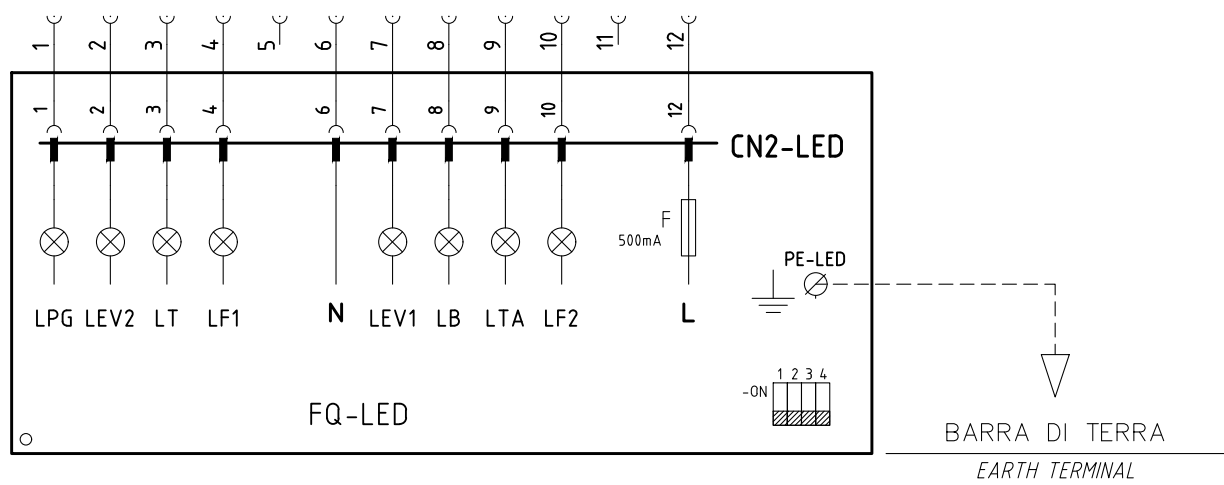 1 2 3 4 5 6 7 8 9 10 11 12
1 2 3 4 6 7 8 9 10 12
CN2-LED
F
500mA
PE-LED
LPG LEV2 LT LF1 N LEV1 LB LTA LF2 L
1 2 3 4
-ON
FQ-LED
BARRA DI TERRA
EARTH TERMINAL